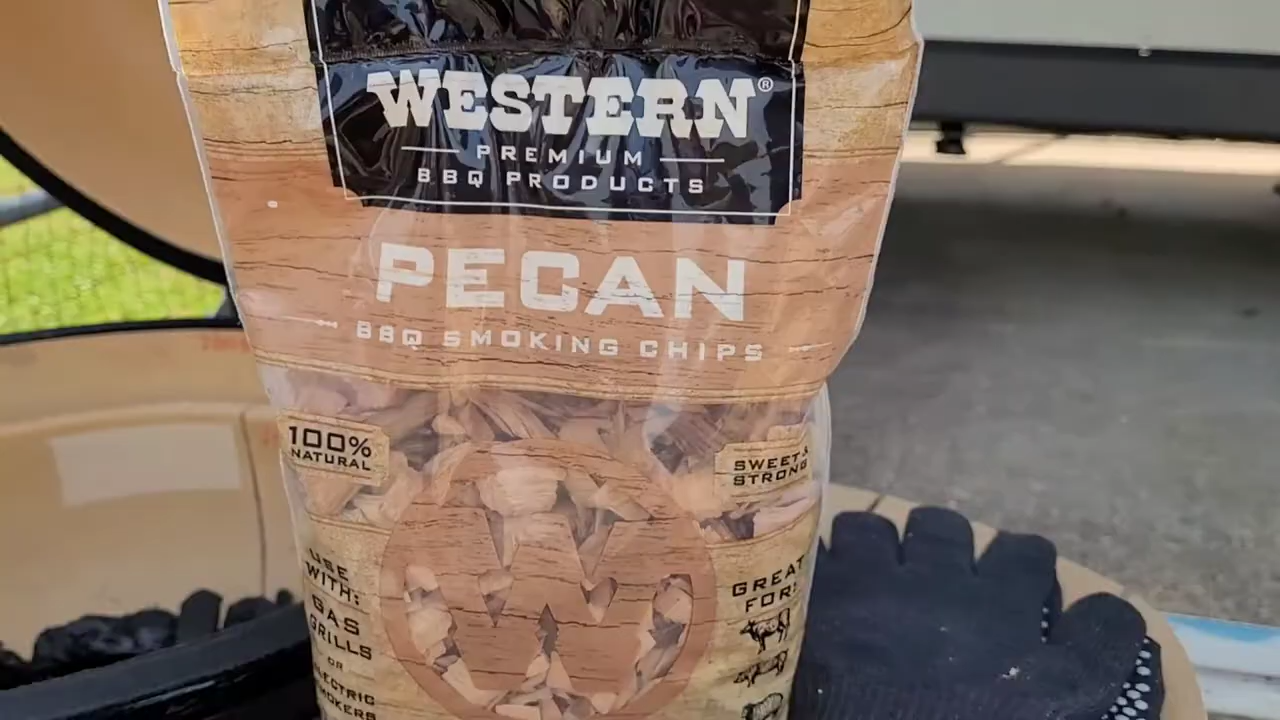 WESTERN®
PREMIUM
BBQ PRODUCTS
PECAN
BBQ SMOKING CHIPS
100%
NATURAL
SWEET &
STRONG
USE
WITH:
GAS
GRILLS
OR
ELECTRIC
SMOKERS
GREAT
FOR: